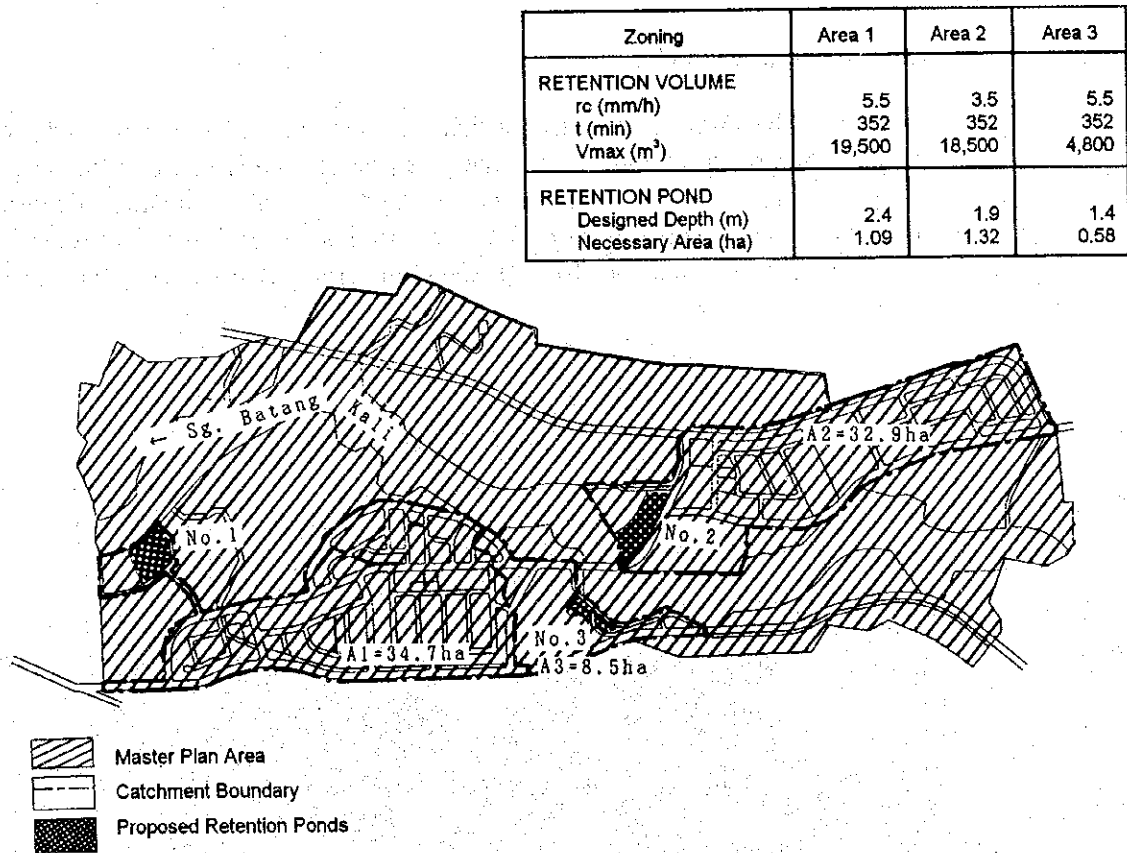 Zoning Area 1 Area 2 Area 3
RETENTION VOLUME
rc (mm/h) 5.5 3.5 5.5
t (min) 352 352 352
Vmax (m³) 19,500 18,500 4,800
RETENTION POND
Designed Depth (m) 2.4 1.9 1.4
Necessary Area (ha) 1.09 1.32 0.58
← Sg. Batang Kali
A2=32.9ha
No.1
No.2
No.3
A1=34.7ha
A3=8.5ha
Master Plan Area
Catchment Boundary
Proposed Retention Ponds